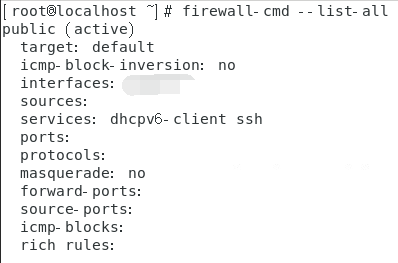 [root@localhost ~]# firewall-cmd --list-all
public (active)
target: default
icmp-block-inversion: no
interfaces:
sources:
services: dhcpv6-client ssh
ports:
protocols:
masquerade: no
forward-ports:
source-ports:
icmp-blocks:
rich rules: